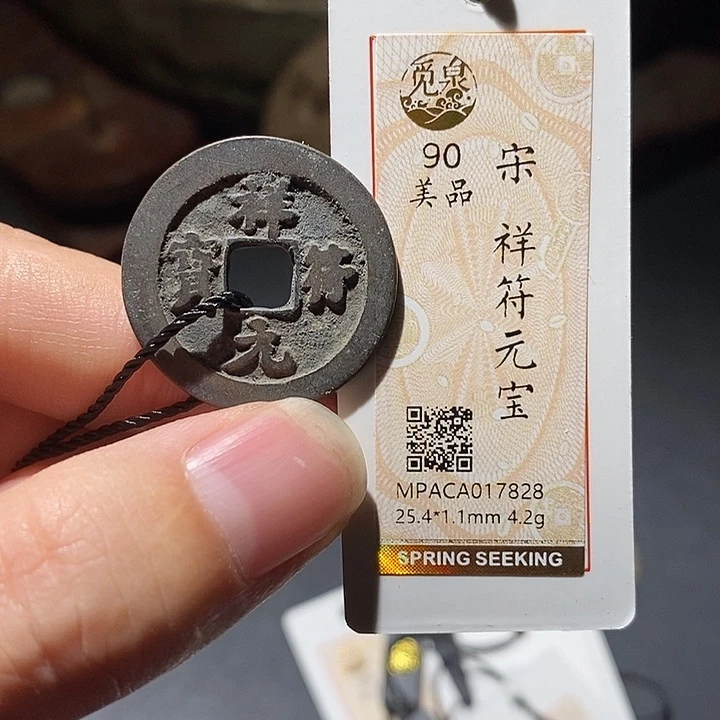 祥符元寶
觅泉
90
美品
宋 祥符元宝
MPACA017828
25.4*1.1mm 4.2g
SPRING SEEKING